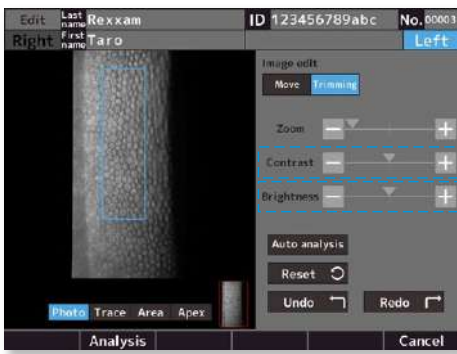 Edit Last name Rexxam ID 123456789abc No. 00003
Right First name Taro Left
Image edit
Move Trimming
Zoom
Contrast
Brightness
Auto analysis
Reset
Undo Redo
Photo Trace Area Apex
Analysis Cancel